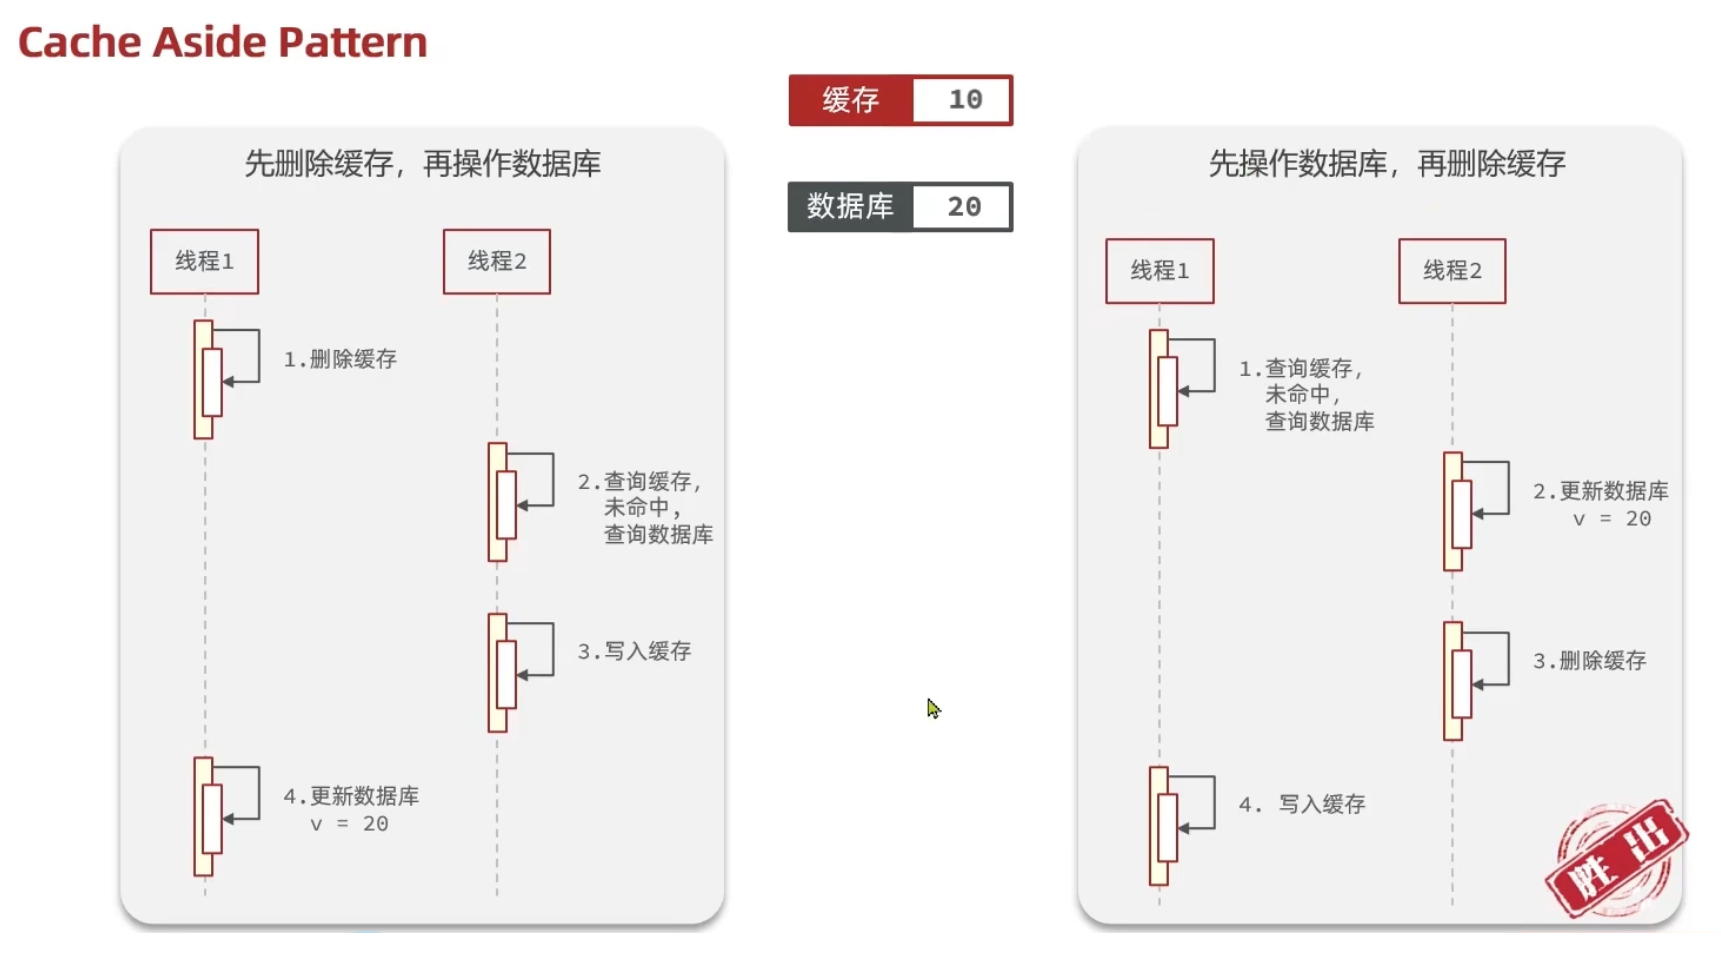 Cache Aside Pattern
缓存 10
数据库 20
先删除缓存，再操作数据库
线程1
线程2
1.删除缓存
2.查询缓存，
未命中，
查询数据库
3.写入缓存
4.更新数据库
v = 20
先操作数据库，再删除缓存
线程1
线程2
1.查询缓存，
未命中，
查询数据库
2.更新数据库
v = 20
3.删除缓存
4. 写入缓存
胜出